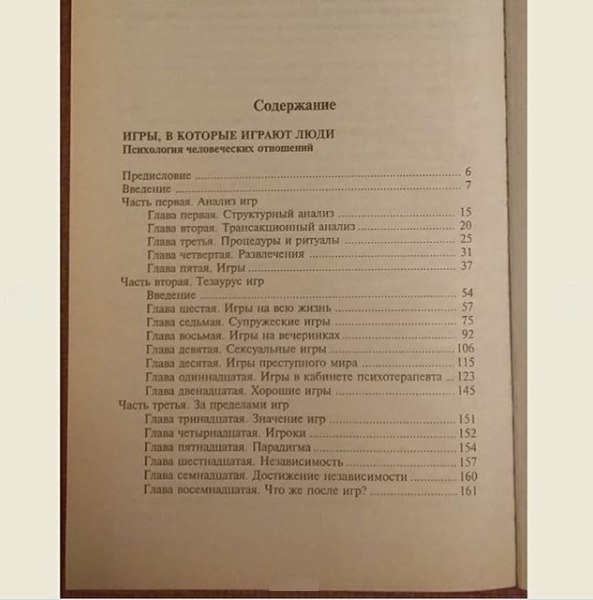 Содержание
ИГРЫ, В КОТОРЫЕ ИГРАЮТ ЛЮДИ
Психология человеческих отношений
Предисловие ... 6
Введение ... 7
Часть первая. Анализ игр
Глава первая. Структурный анализ ... 15
Глава вторая. Трансакционный анализ ... 20
Глава третья. Процедуры и ритуалы ... 25
Глава четвертая. Развлечения ... 31
Глава пятая. Игры ... 37
Часть вторая. Тезаурус игр
Введение ... 54
Глава шестая. Игры на всю жизнь ... 57
Глава седьмая. Супружеские игры ... 75
Глава восьмая. Игры на вечеринках ... 92
Глава девятая. Сексуальные игры ... 106
Глава десятая. Игры преступного мира ... 115
Глава одиннадцатая. Игры в кабинете психотерапевта ... 123
Глава двенадцатая. Хорошие игры ... 145
Часть третья. За пределами игр
Глава тринадцатая. Значение игр ... 151
Глава четырнадцатая. Игроки ... 152
Глава пятнадцатая. Парадигма ... 154
Глава шестнадцатая. Независимость ... 157
Глава семнадцатая. Достижение независимости ... 160
Глава восемнадцатая. Что же после игр? ... 161